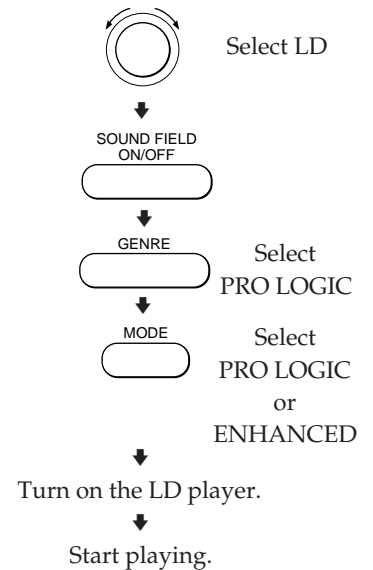 Select LD
SOUND FIELD
ON/OFF
GENRE
Select
PRO LOGIC
MODE
Select
PRO LOGIC
or
ENHANCED
Turn on the LD player.
Start playing.